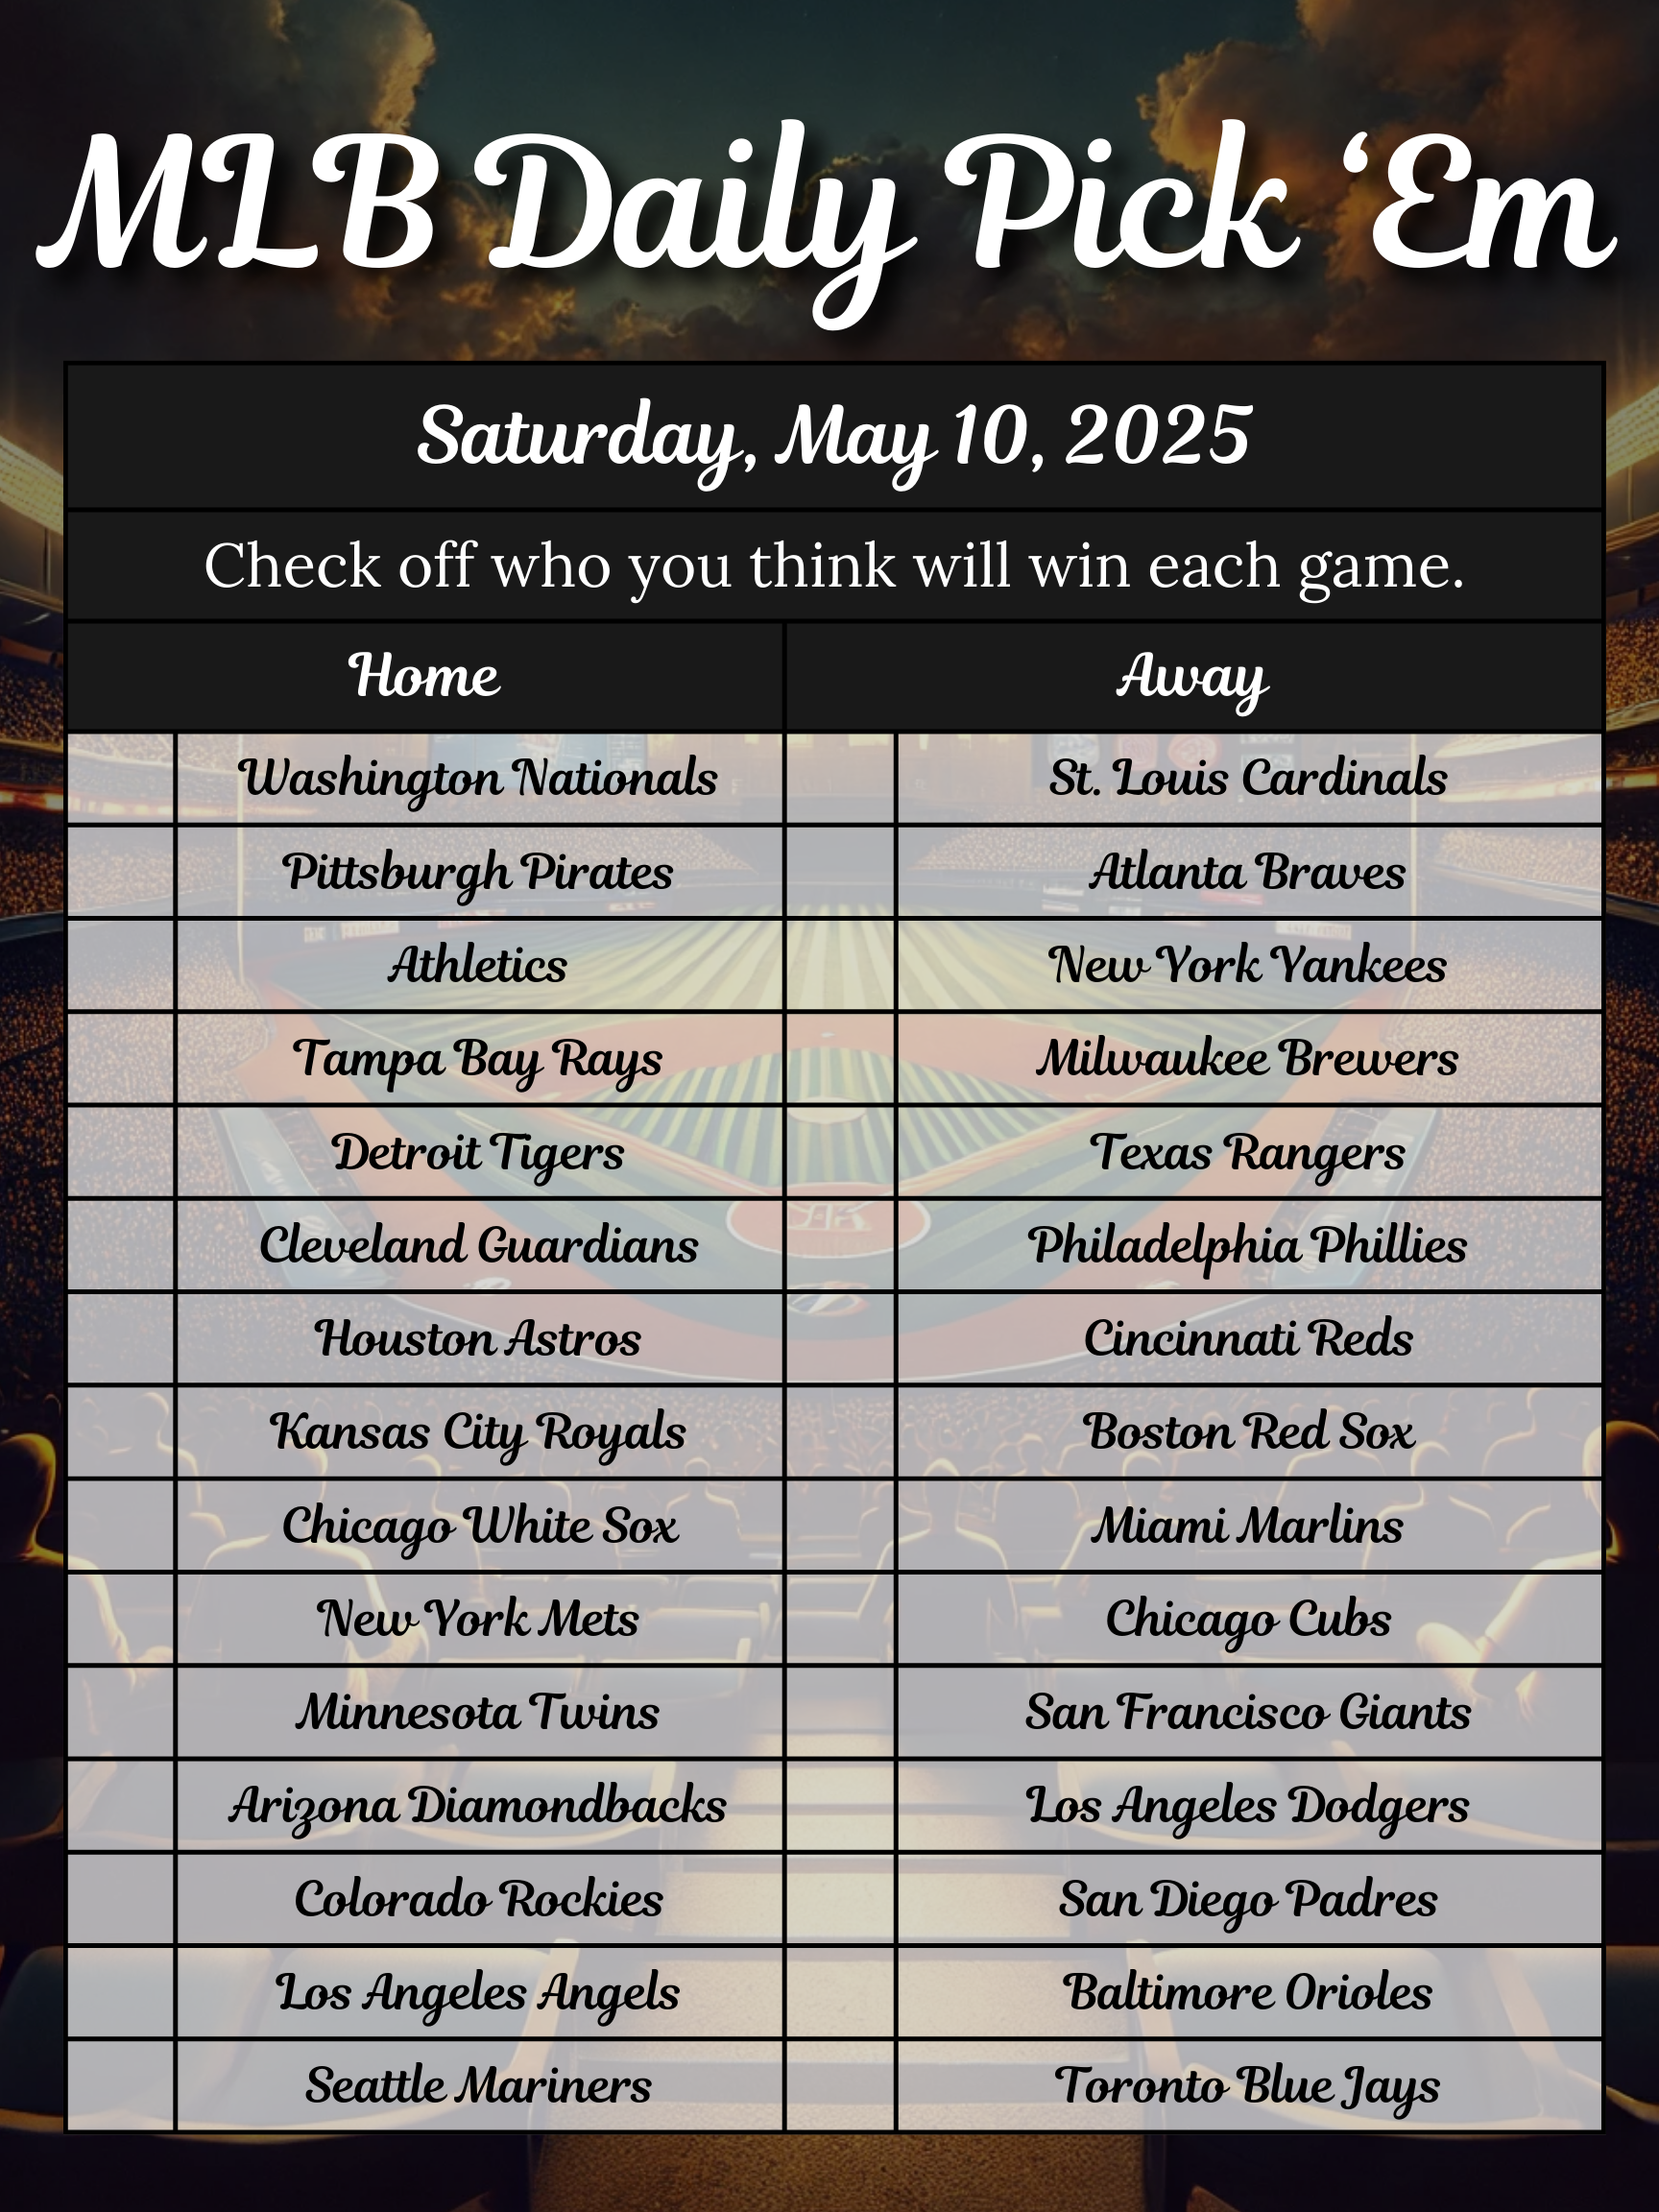 MLB Daily Pick ‘Em
Saturday, May 10, 2025
Check off who you think will win each game.
Home Away
Washington Nationals St. Louis Cardinals
Pittsburgh Pirates Atlanta Braves
Athletics New York Yankees
Tampa Bay Rays Milwaukee Brewers
Detroit Tigers Texas Rangers
Cleveland Guardians Philadelphia Phillies
Houston Astros Cincinnati Reds
Kansas City Royals Boston Red Sox
Chicago White Sox Miami Marlins
New York Mets Chicago Cubs
Minnesota Twins San Francisco Giants
Arizona Diamondbacks Los Angeles Dodgers
Colorado Rockies San Diego Padres
Los Angeles Angels Baltimore Orioles
Seattle Mariners Toronto Blue Jays